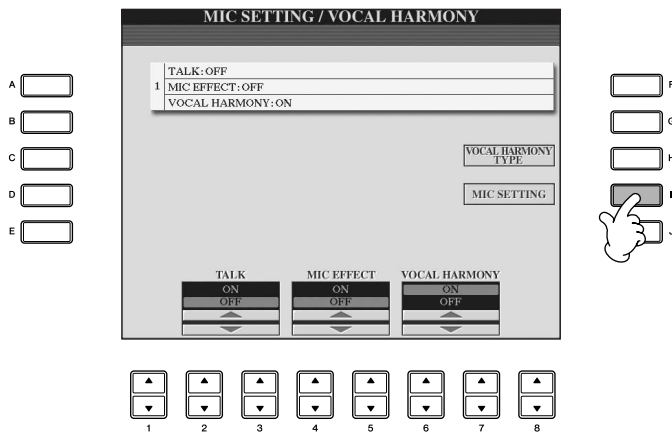 MIC SETTING / VOCAL HARMONY
TALK:OFF
1 MIC EFFECT:OFF
VOCAL HARMONY:ON
A
B
C
D
E
F
G
H
I
J
VOCAL HARMONY
TYPE
MIC SETTING
TALK MIC EFFECT VOCAL HARMONY
ON ON ON
OFF OFF OFF
1 2 3 4 5 6 7 8